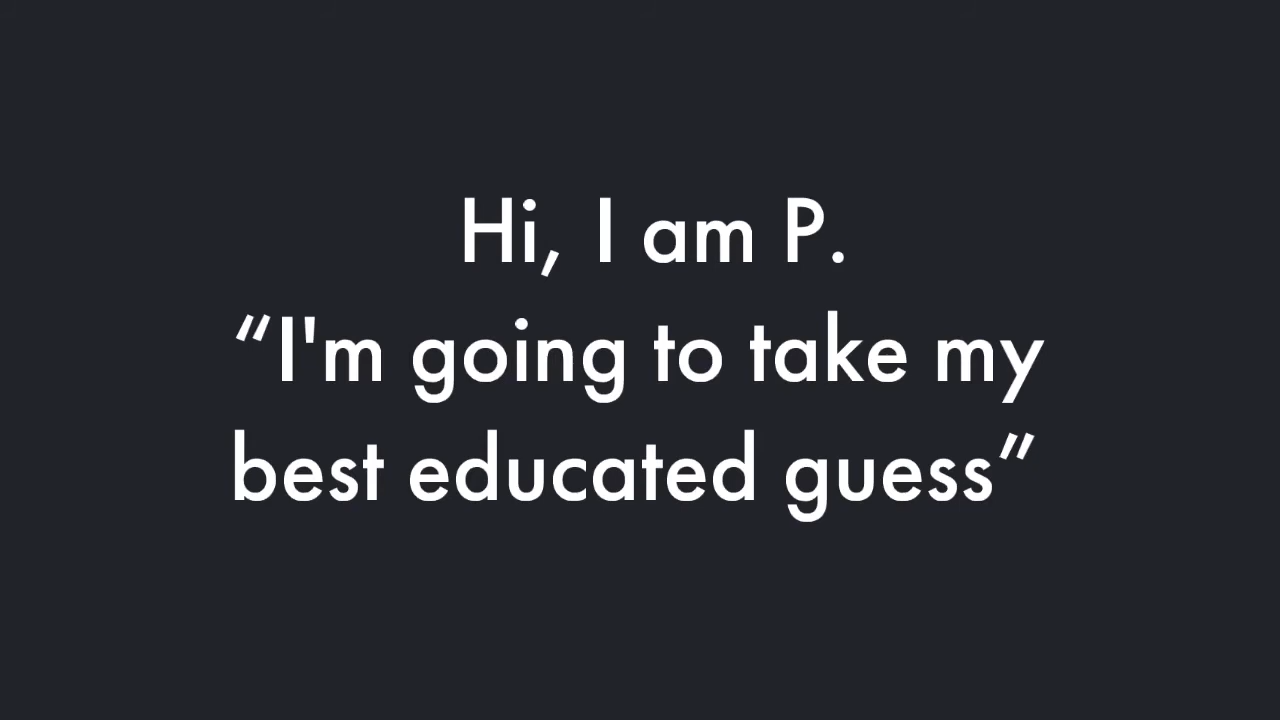 Hi, I am P.
“I'm going to take my
best educated guess”